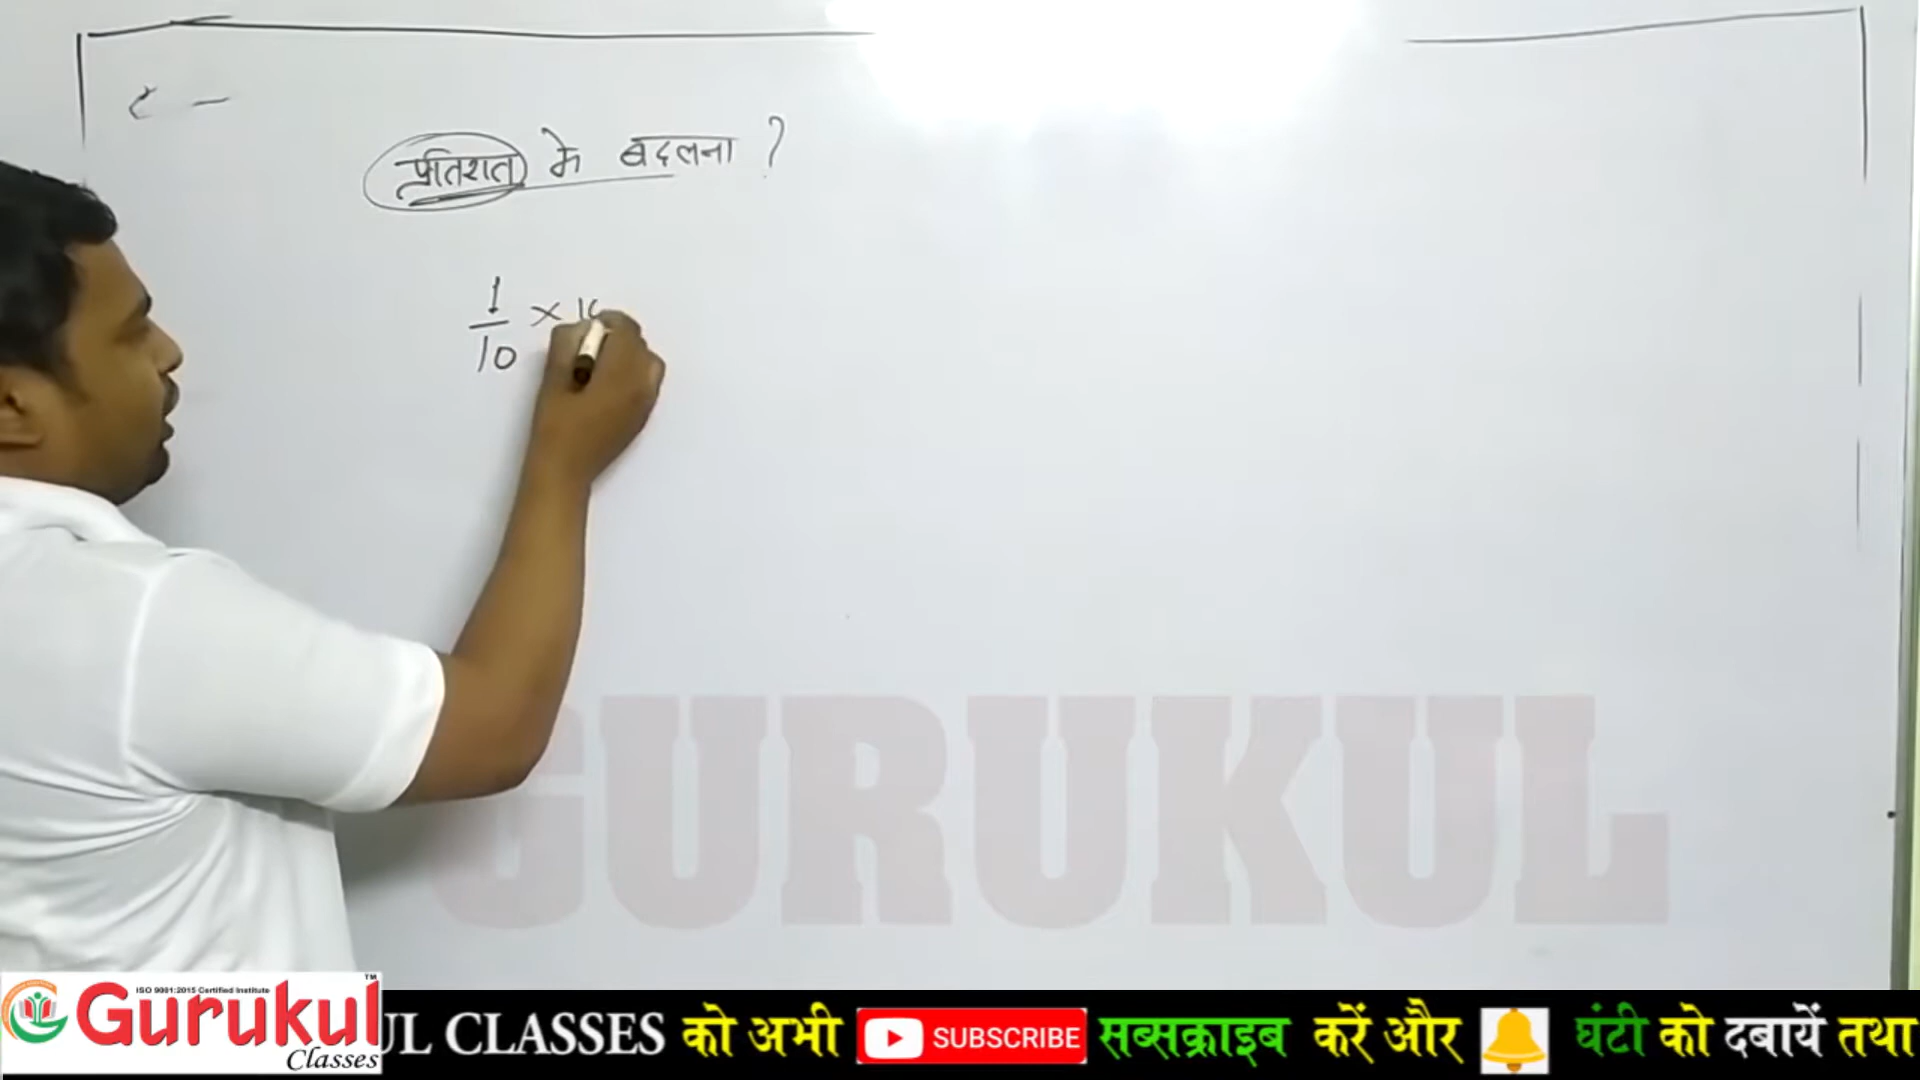 प्रतिशत मे बदलना ?
1
10
×
GURUKUL
TM
ISO 9001:2015 Certified Institute
Gurukul
Classes
UL CLASSES को अभी SUBSCRIBE सब्सक्राइब करें और घंटी को दबायें तथा